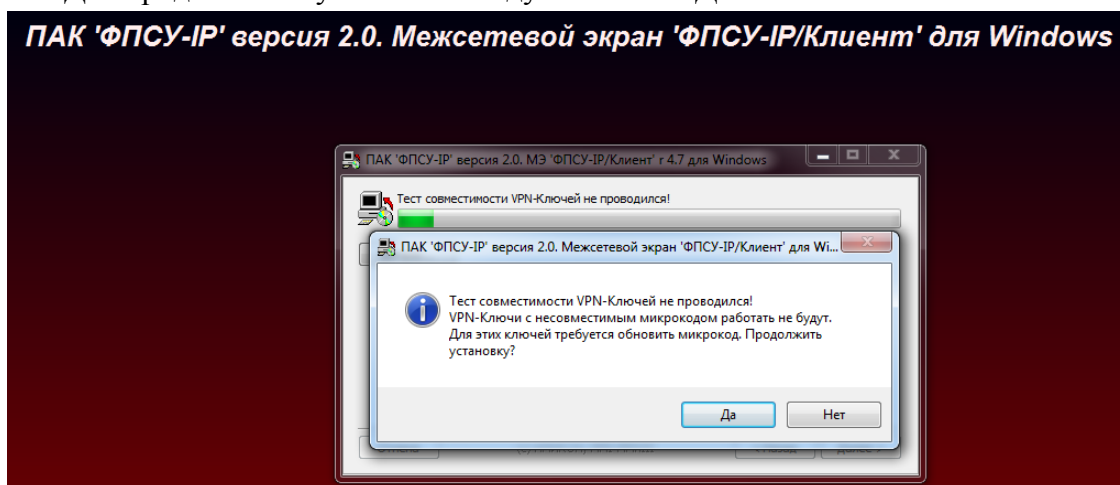 ПАК 'ФПСУ-IP' версия 2.0. Межсетевой экран 'ФПСУ-IP/Клиент' для Windows
ПАК 'ФПСУ-IP' версия 2.0. МЭ 'ФПСУ-IP/Клиент' r 4.7 для Windows
Тест совместимости VPN-Ключей не проводился!
ПАК 'ФПСУ-IP' версия 2.0. Межсетевой экран 'ФПСУ-IP/Клиент' для Wi...
Тест совместимости VPN-Ключей не проводился!
VPN-Ключи с несовместимым микрокодом работать не будут.
Для этих ключей требуется обновить микрокод. Продолжить
установку?
Да Нет